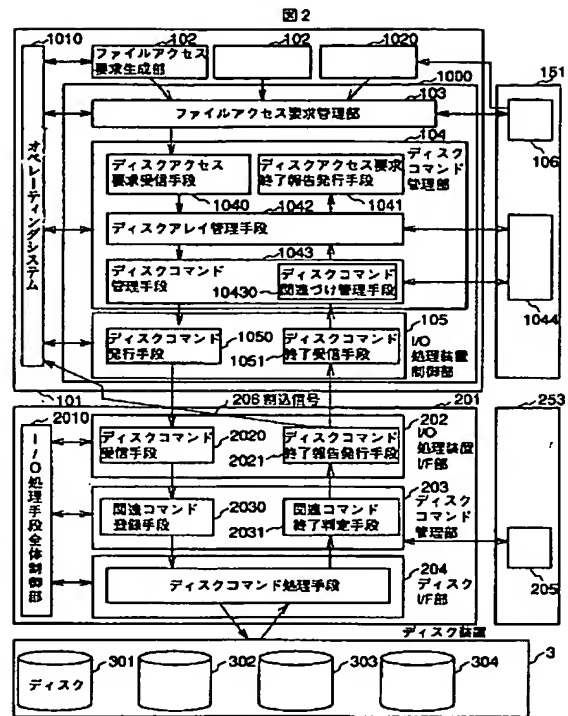 図2
1010
102
102
1020
ファイルアクセス
要求生成部
1000
151
103
ファイルアクセス要求管理部
106
オペレーティングシステム
104
ディスクアクセス
要求受信手段
ディスクアクセス要求
終了報告発行手段
ディスク
コマンド
管理部
1040
1042
1041
ディスクアレイ管理手段
1043
ディスクコマンド
管理手段
ディスクコマンド
関連づけ管理手段
10430
1044
105
ディスクコマンド
発行手段
1050
1051
ディスクコマンド
終了受信手段
I/O
処理装置
制御部
101
206 割込信号
201
253
2010
202
ディスクコマンド
受信手段
2020
2021
ディスクコマンド
終了報告発行手段
I/O
処理装置
I/F部
I/O処理手段全体制御部
203
関連コマンド
登録手段
2030
2031
関連コマンド
終了判定手段
ディスク
コマンド
管理部
204
ディスクコマンド処理手段
ディスク
I/F部
205
ディスク装置
301
302
303
304
3
ディスク